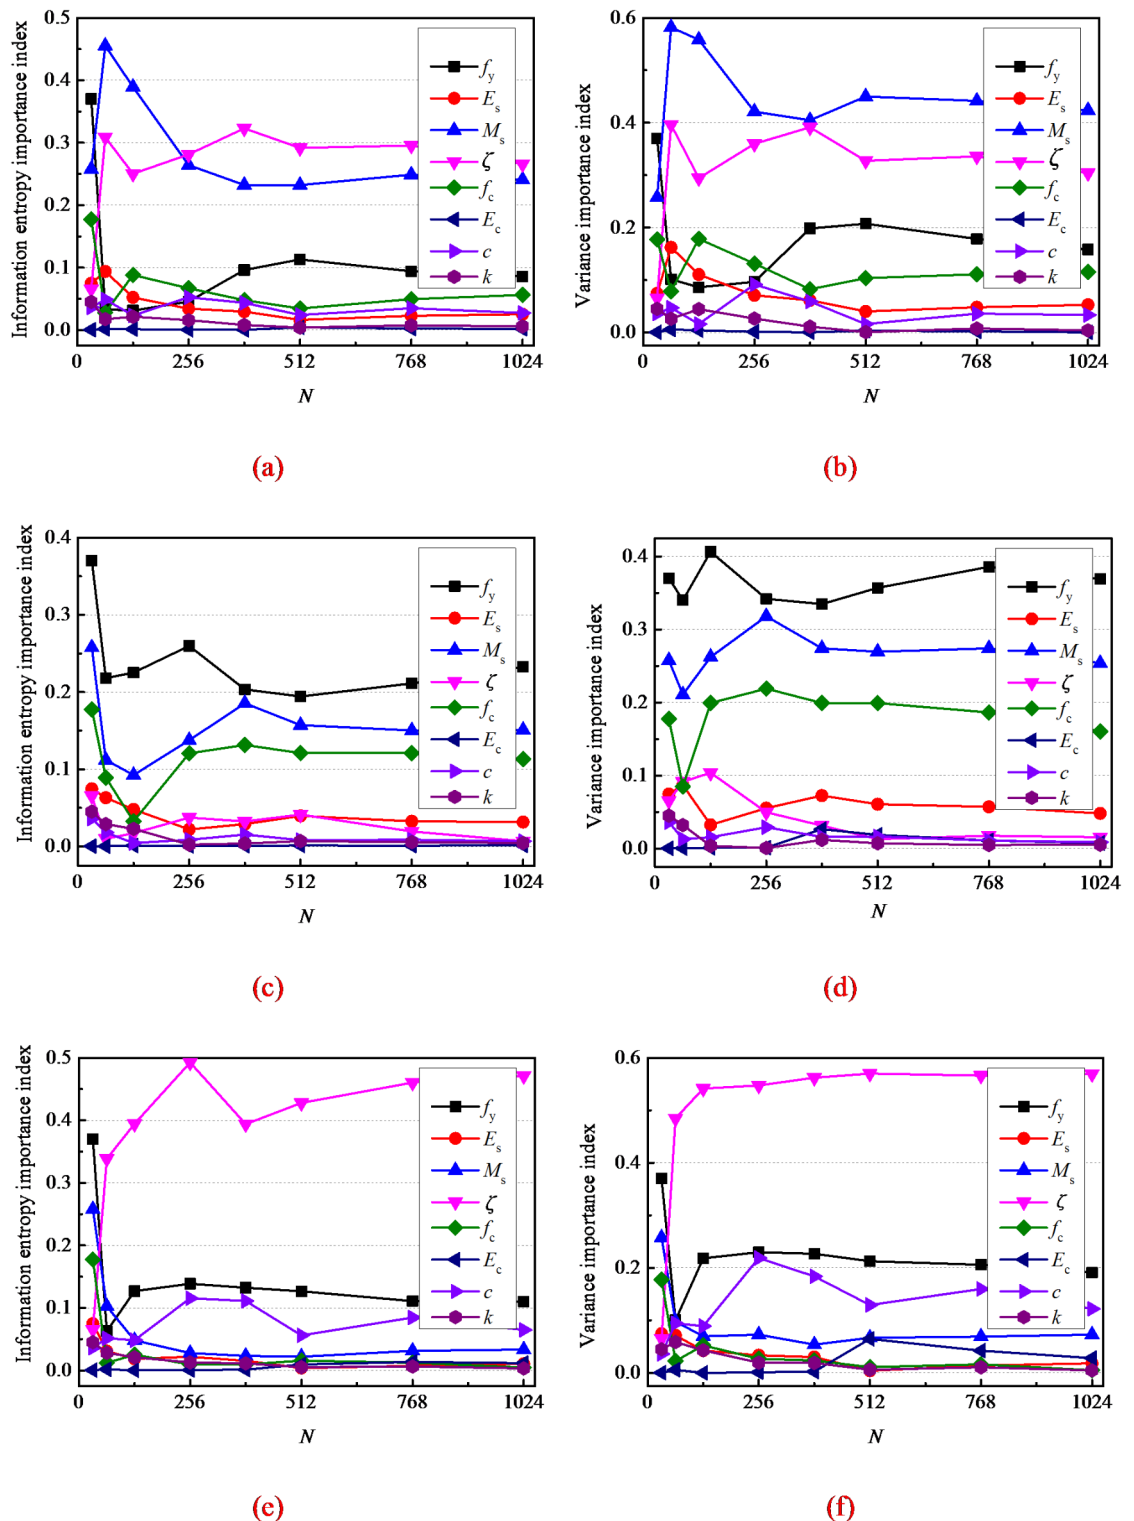 Information entropy importance index
0.5
0.4
0.3
0.2
0.1
0.0
0 256 512 768 1024
N
fy
Es
Ms
ζ
fc
Ec
c
k
(a)
Variance importance index
0.6
0.4
0.2
0.0
0 256 512 768 1024
N
fy
Es
Ms
ζ
fc
Ec
c
k
(b)
Information entropy importance index
0.4
0.3
0.2
0.1
0.0
0 256 512 768 1024
N
fy
Es
Ms
ζ
fc
Ec
c
k
(c)
Variance importance index
0.4
0.3
0.2
0.1
0.0
0 256 512 768 1024
N
fy
Es
Ms
ζ
fc
Ec
c
k
(d)
Information entropy importance index
0.5
0.4
0.3
0.2
0.1
0.0
0 256 512 768 1024
N
fy
Es
Ms
ζ
fc
Ec
c
k
(e)
Variance importance index
0.6
0.4
0.2
0.0
0 256 512 768 1024
N
fy
Es
Ms
ζ
fc
Ec
c
k
(f)